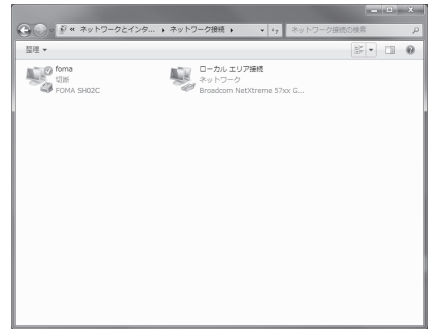 « ネットワークとインタ... ▸ ネットワーク接続 ▸ ネットワーク接続の検索
整理 ▼
foma
切断
FOMA SH02C
ローカル エリア接続
ネットワーク
Broadcom NetXtreme 57xx G...